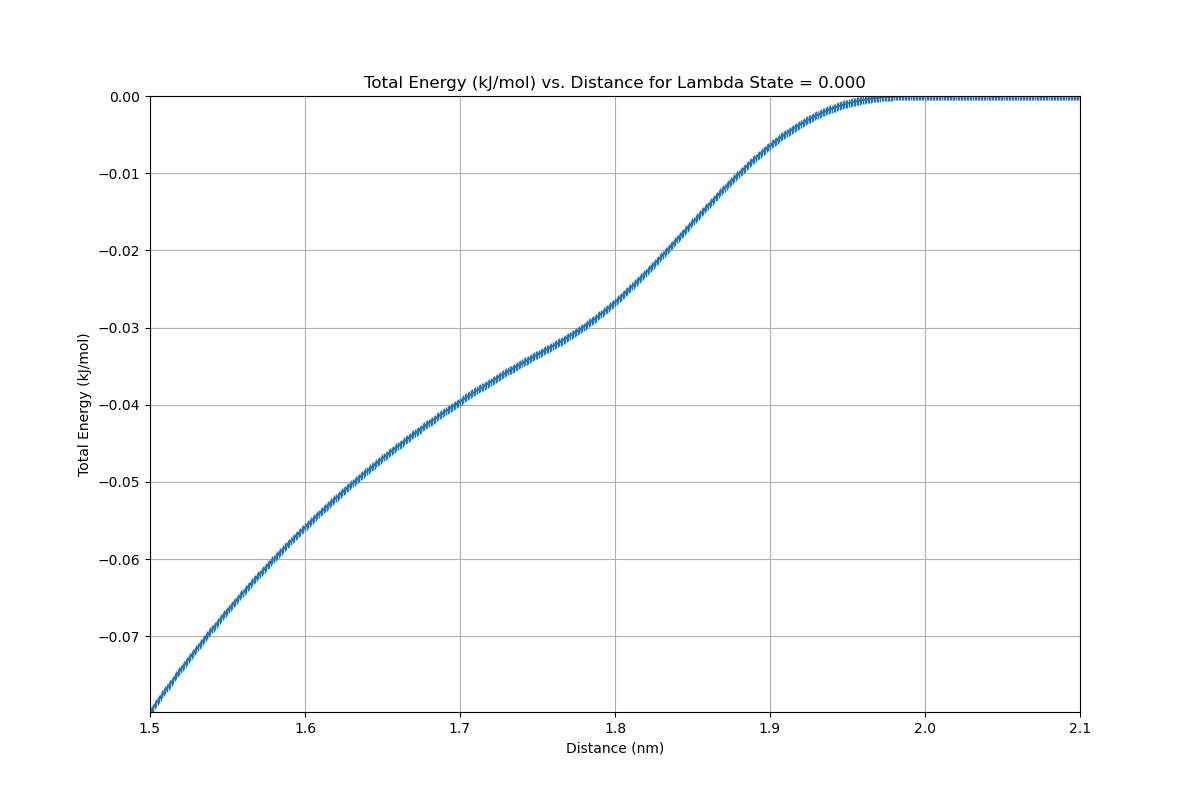 Total Energy (kJ/mol) vs. Distance for Lambda State = 0.000
0.00
−0.01
−0.02
−0.03
−0.04
−0.05
−0.06
−0.07
Total Energy (kJ/mol)
1.5 1.6 1.7 1.8 1.9 2.0 2.1
Distance (nm)